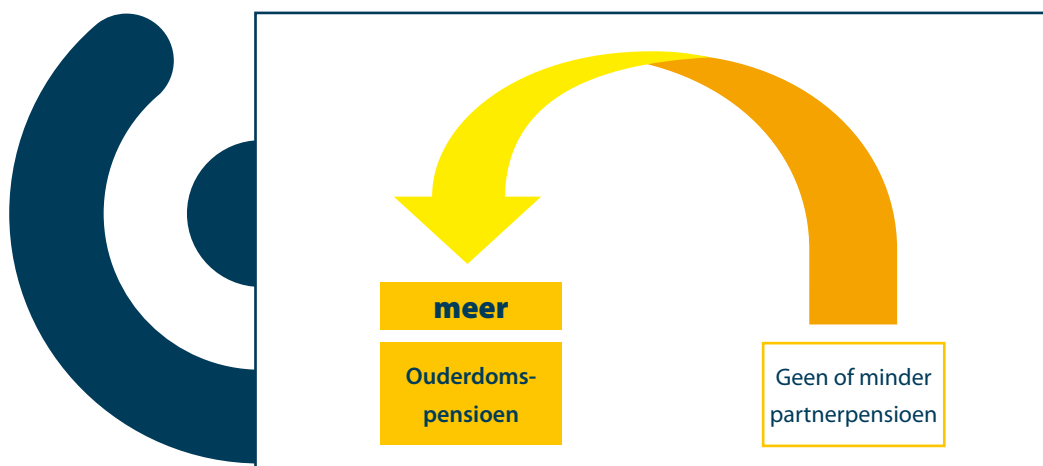 meer
Ouderdoms-
pensioen
Geen of minder
partnerpensioen